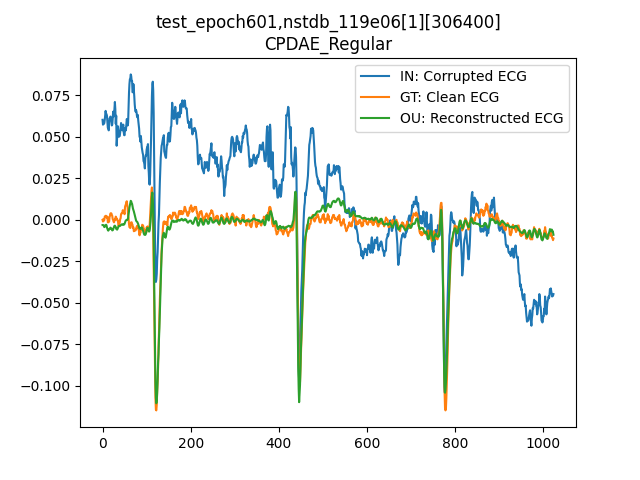 test_epoch601,nstdb_119e06[1][306400]
CPDAE_Regular
IN: Corrupted ECG
GT: Clean ECG
OU: Reconstructed ECG
0.075
0.050
0.025
0.000
−0.025
−0.050
−0.075
−0.100
0 200 400 600 800 1000